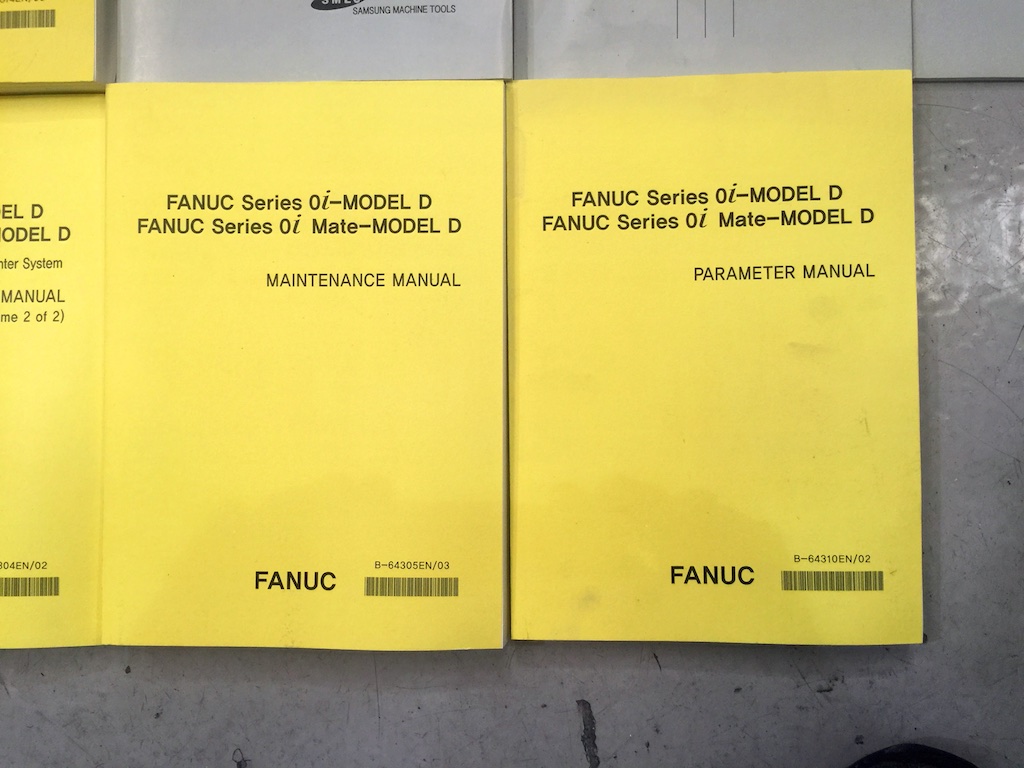 SMEC
SAMSUNG MACHINE TOOLS
EL D
MODEL D
nter System
MANUAL
me 2 of 2)
304EN/02
FANUC Series 0i-MODEL D
FANUC Series 0i Mate-MODEL D
MAINTENANCE MANUAL
FANUC
B-64305EN/03
FANUC Series 0i-MODEL D
FANUC Series 0i Mate-MODEL D
PARAMETER MANUAL
FANUC
B-64310EN/02